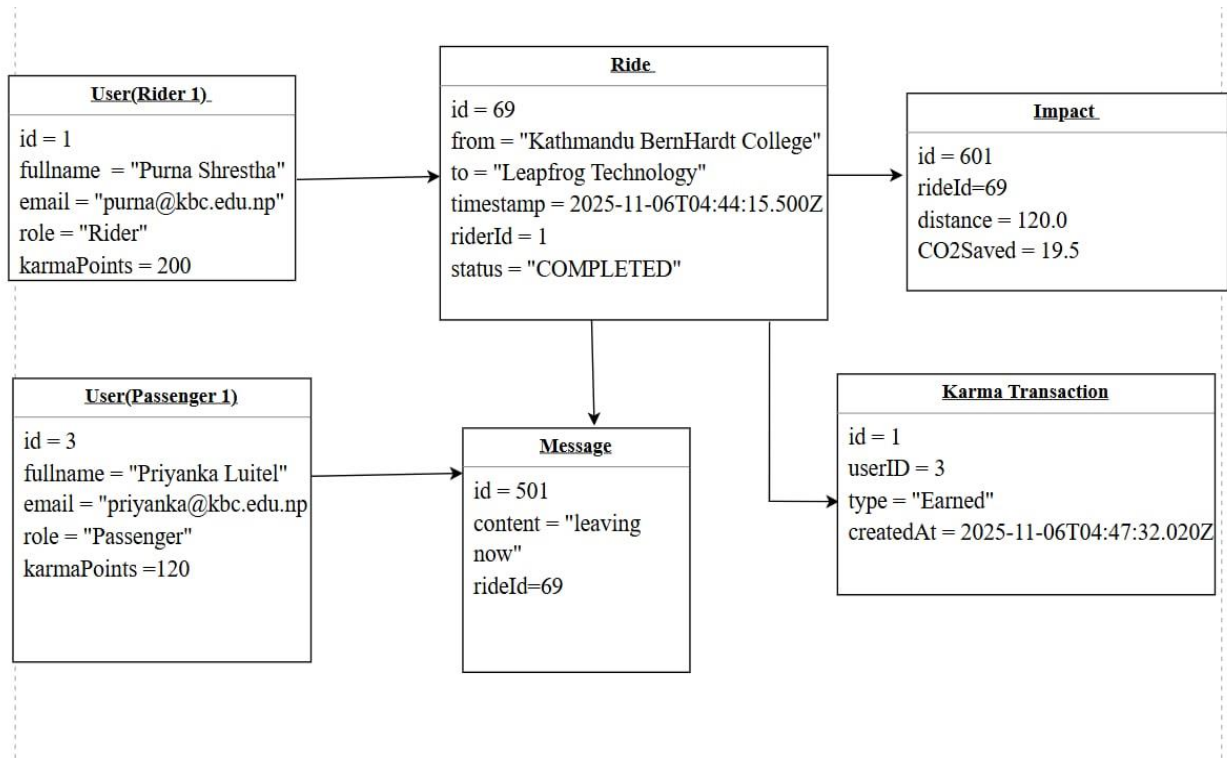 User(Rider 1)
id = 1
fullname = "Purna Shrestha"
email = "purna@kbc.edu.np"
role = "Rider"
karmaPoints = 200
Ride
id = 69
from = "Kathmandu BernHardt College"
to = "Leapfrog Technology"
timestamp = 2025-11-06T04:44:15.500Z
riderId = 1
status = "COMPLETED"
Impact
id = 601
rideId=69
distance = 120.0
CO2Saved = 19.5
User(Passenger 1)
id = 3
fullname = "Priyanka Luitel"
email = "priyanka@kbc.edu.np
role = "Passenger"
karmaPoints =120
Message
id = 501
content = "leaving
now"
rideId=69
Karma Transaction
id = 1
userID = 3
type = "Earned"
createdAt = 2025-11-06T04:47:32.020Z